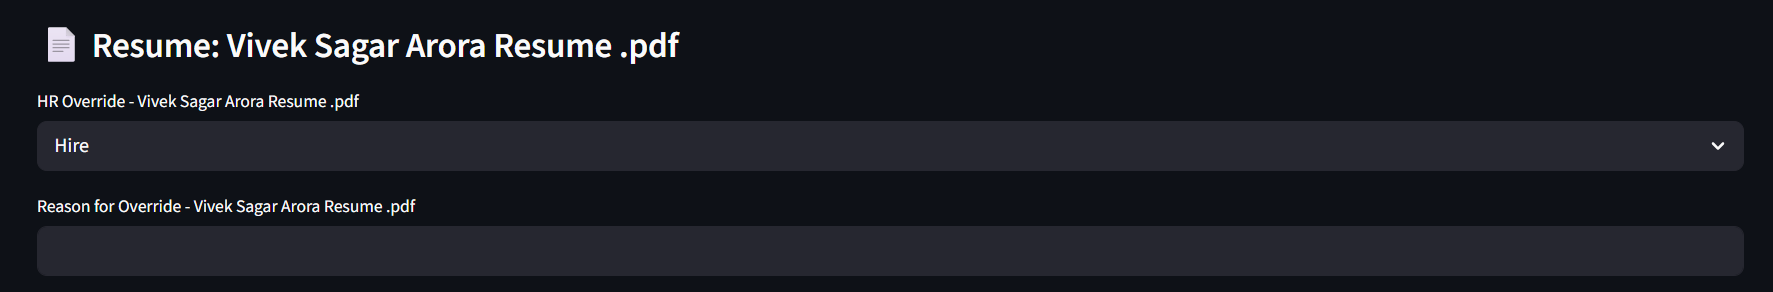 Resume: Vivek Sagar Arora Resume .pdf
HR Override - Vivek Sagar Arora Resume .pdf
Hire
Reason for Override - Vivek Sagar Arora Resume .pdf